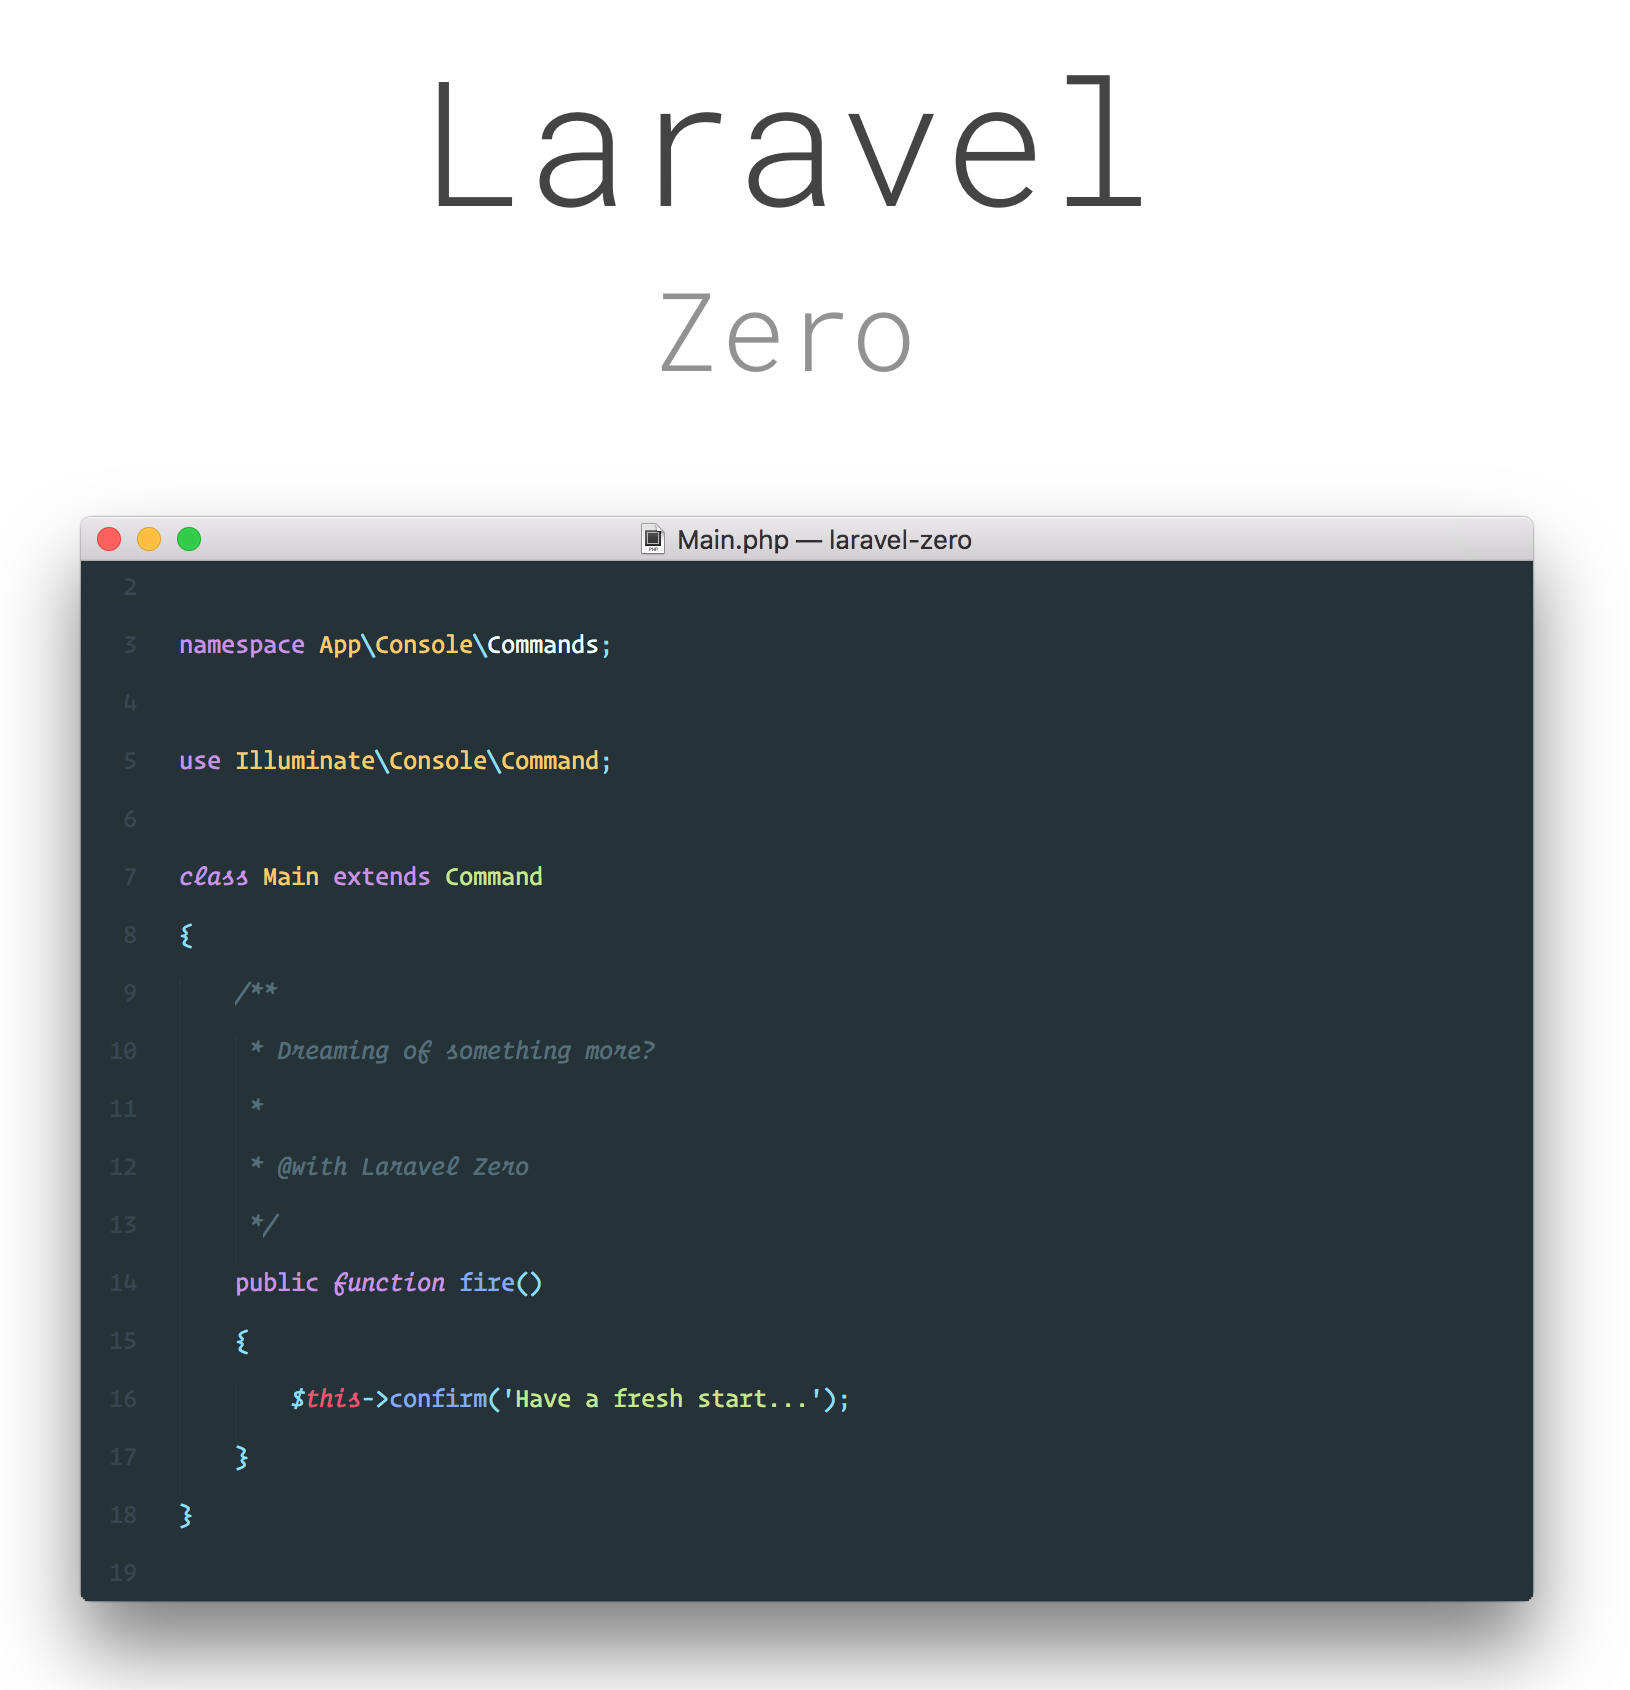 Laravel
Zero
Main.php — laravel-zero
2
3 namespace App\Console\Commands;
4
5 use Illuminate\Console\Command;
6
7 class Main extends Command
8 {
9     /**
10      * Dreaming of something more?
11      *
12      * @with Laravel Zero
13      */
14     public function fire()
15     {
16         $this->confirm('Have a fresh start...');
17     }
18 }
19